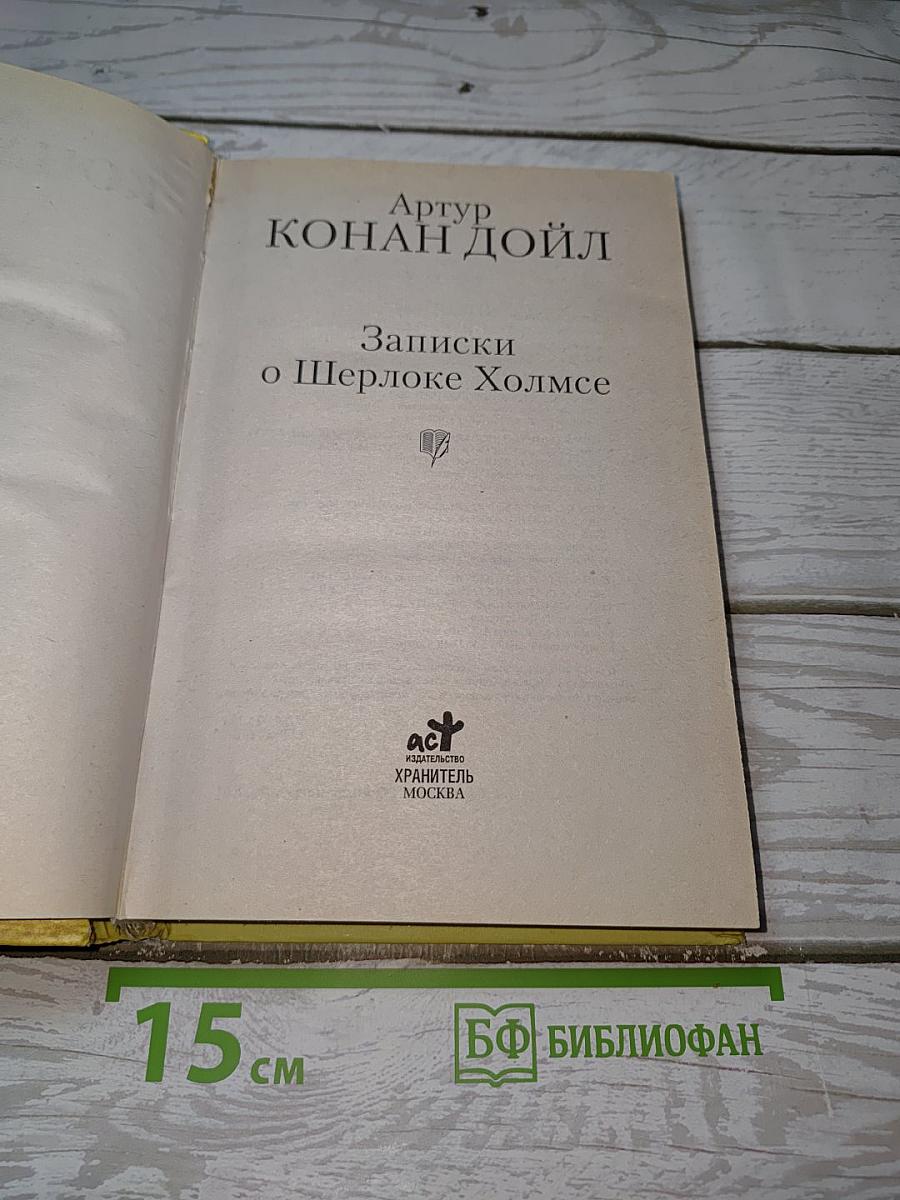 Артур
КОНАН ДОЙЛ
Записки
о Шерлоке Холмсе
аст
ИЗДАТЕЛЬСТВО
ХРАНИТЕЛЬ
МОСКВА
15 см
БФ БИБЛИОФАН